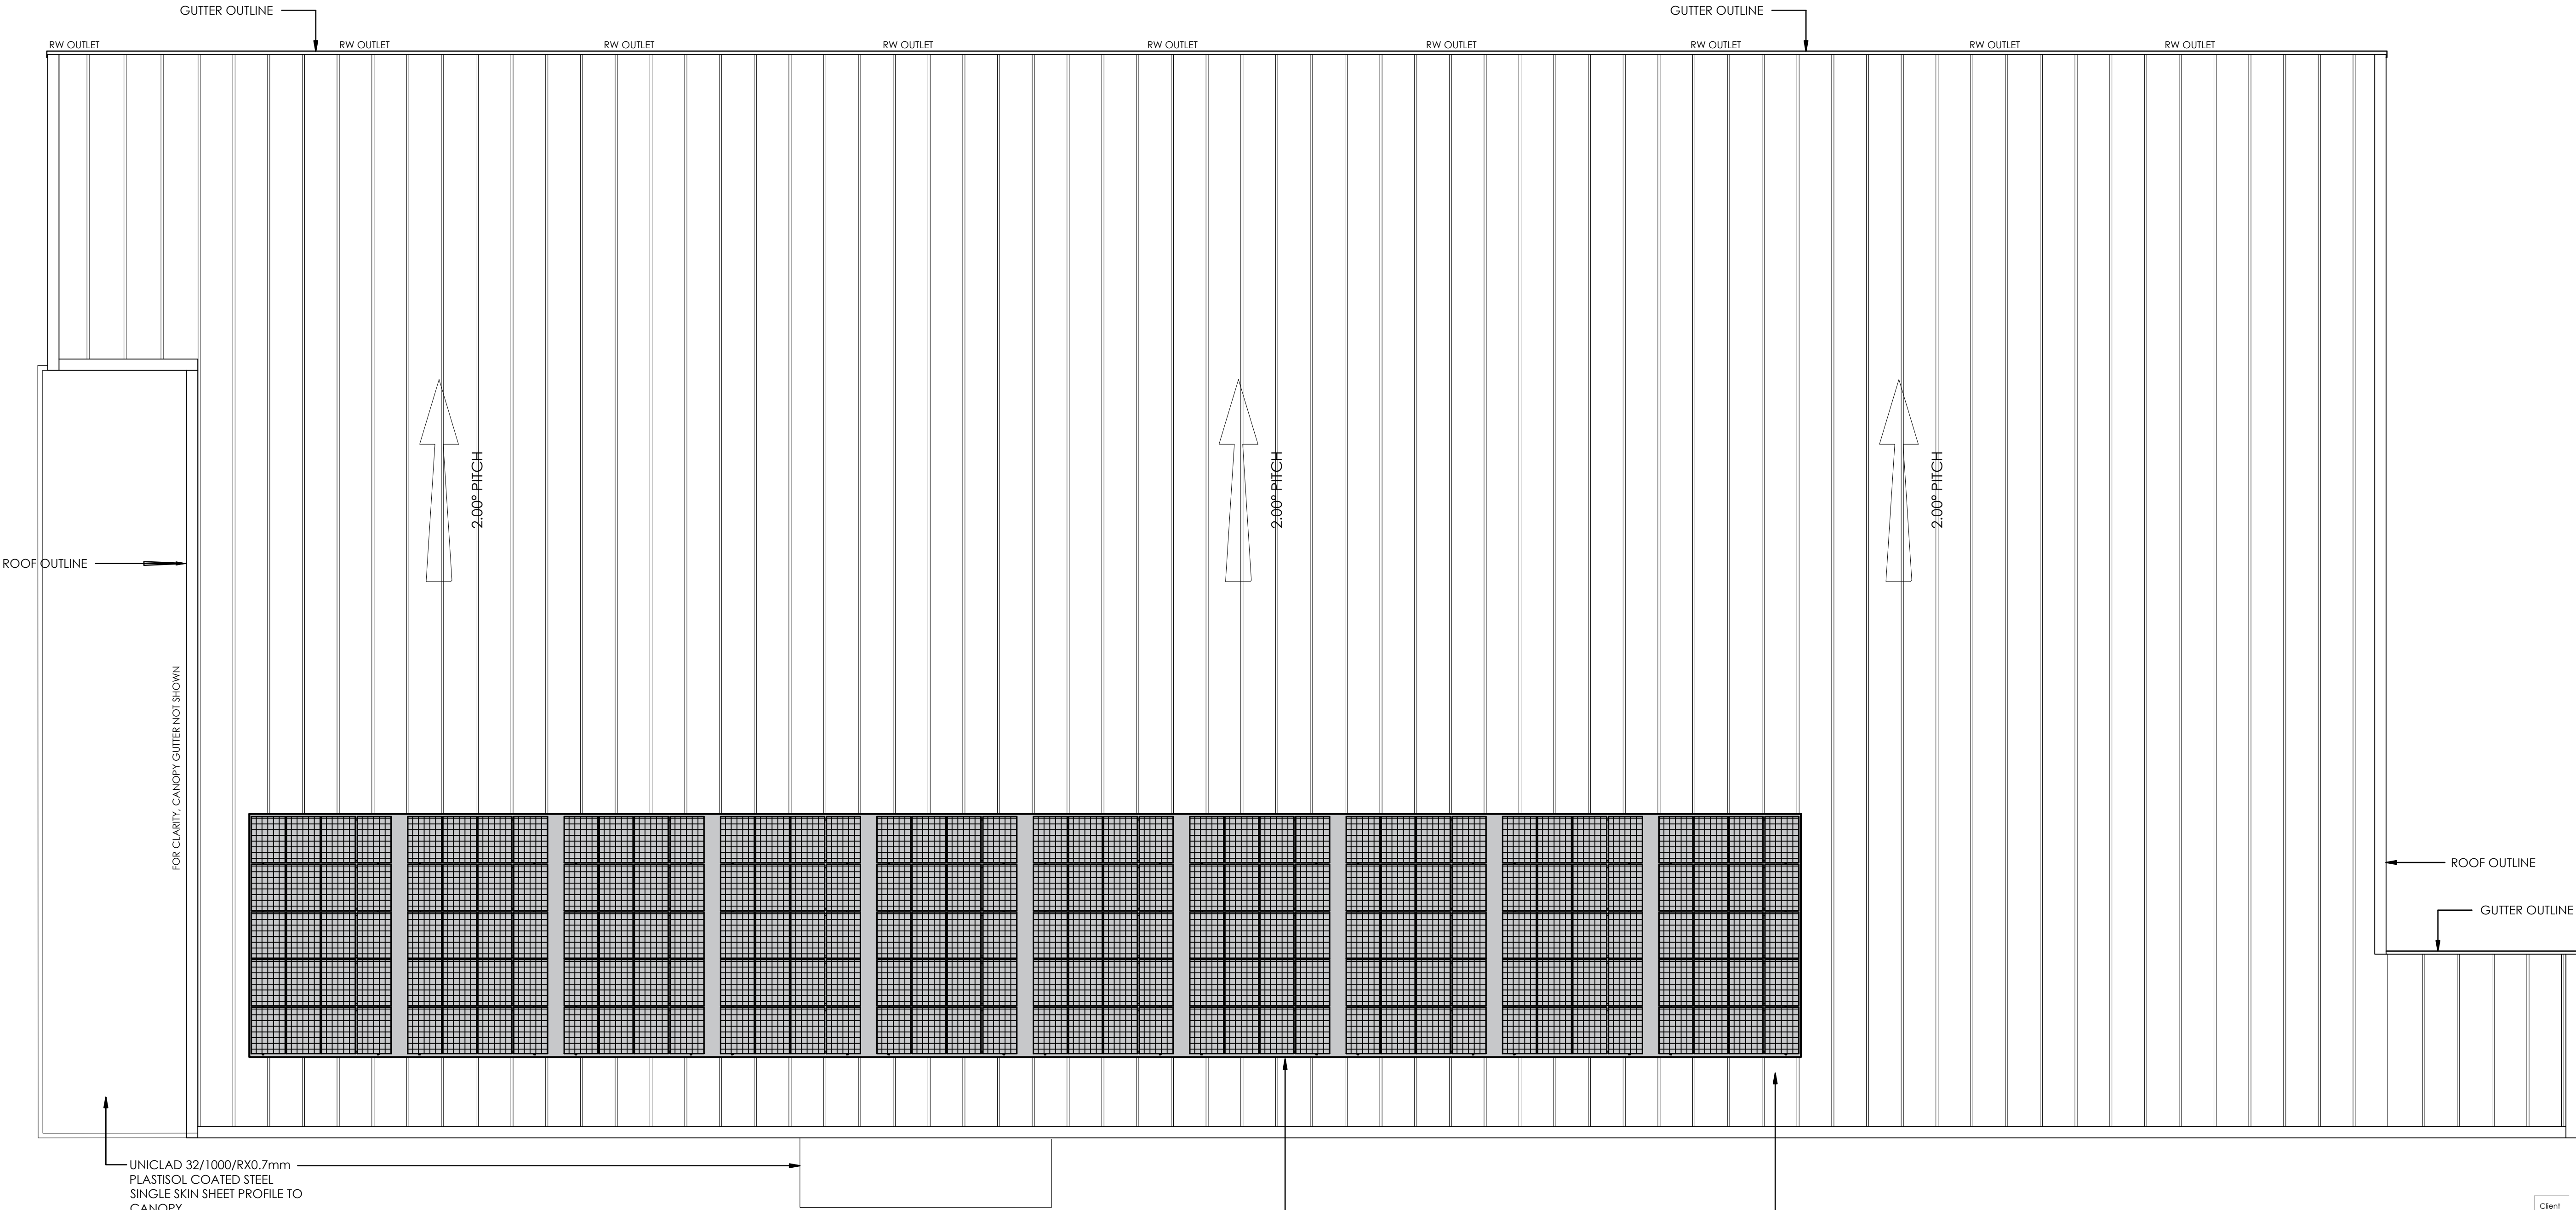 GUTTER OUTLINE
GUTTER OUTLINE
RW OUTLET
RW OUTLET
RW OUTLET
RW OUTLET
RW OUTLET
RW OUTLET
RW OUTLET
RW OUTLET
RW OUTLET
2.00° PITCH
2.00° PITCH
2.00° PITCH
ROOF OUTLINE
FOR CLARITY, CANOPY GUTTER NOT SHOWN
ROOF OUTLINE
GUTTER OUTLINE
UNICLAD 32/1000/RX0.7mm
PLASTISOL COATED STEEL
SINGLE SKIN SHEET PROFILE TO
CANOPY
Client